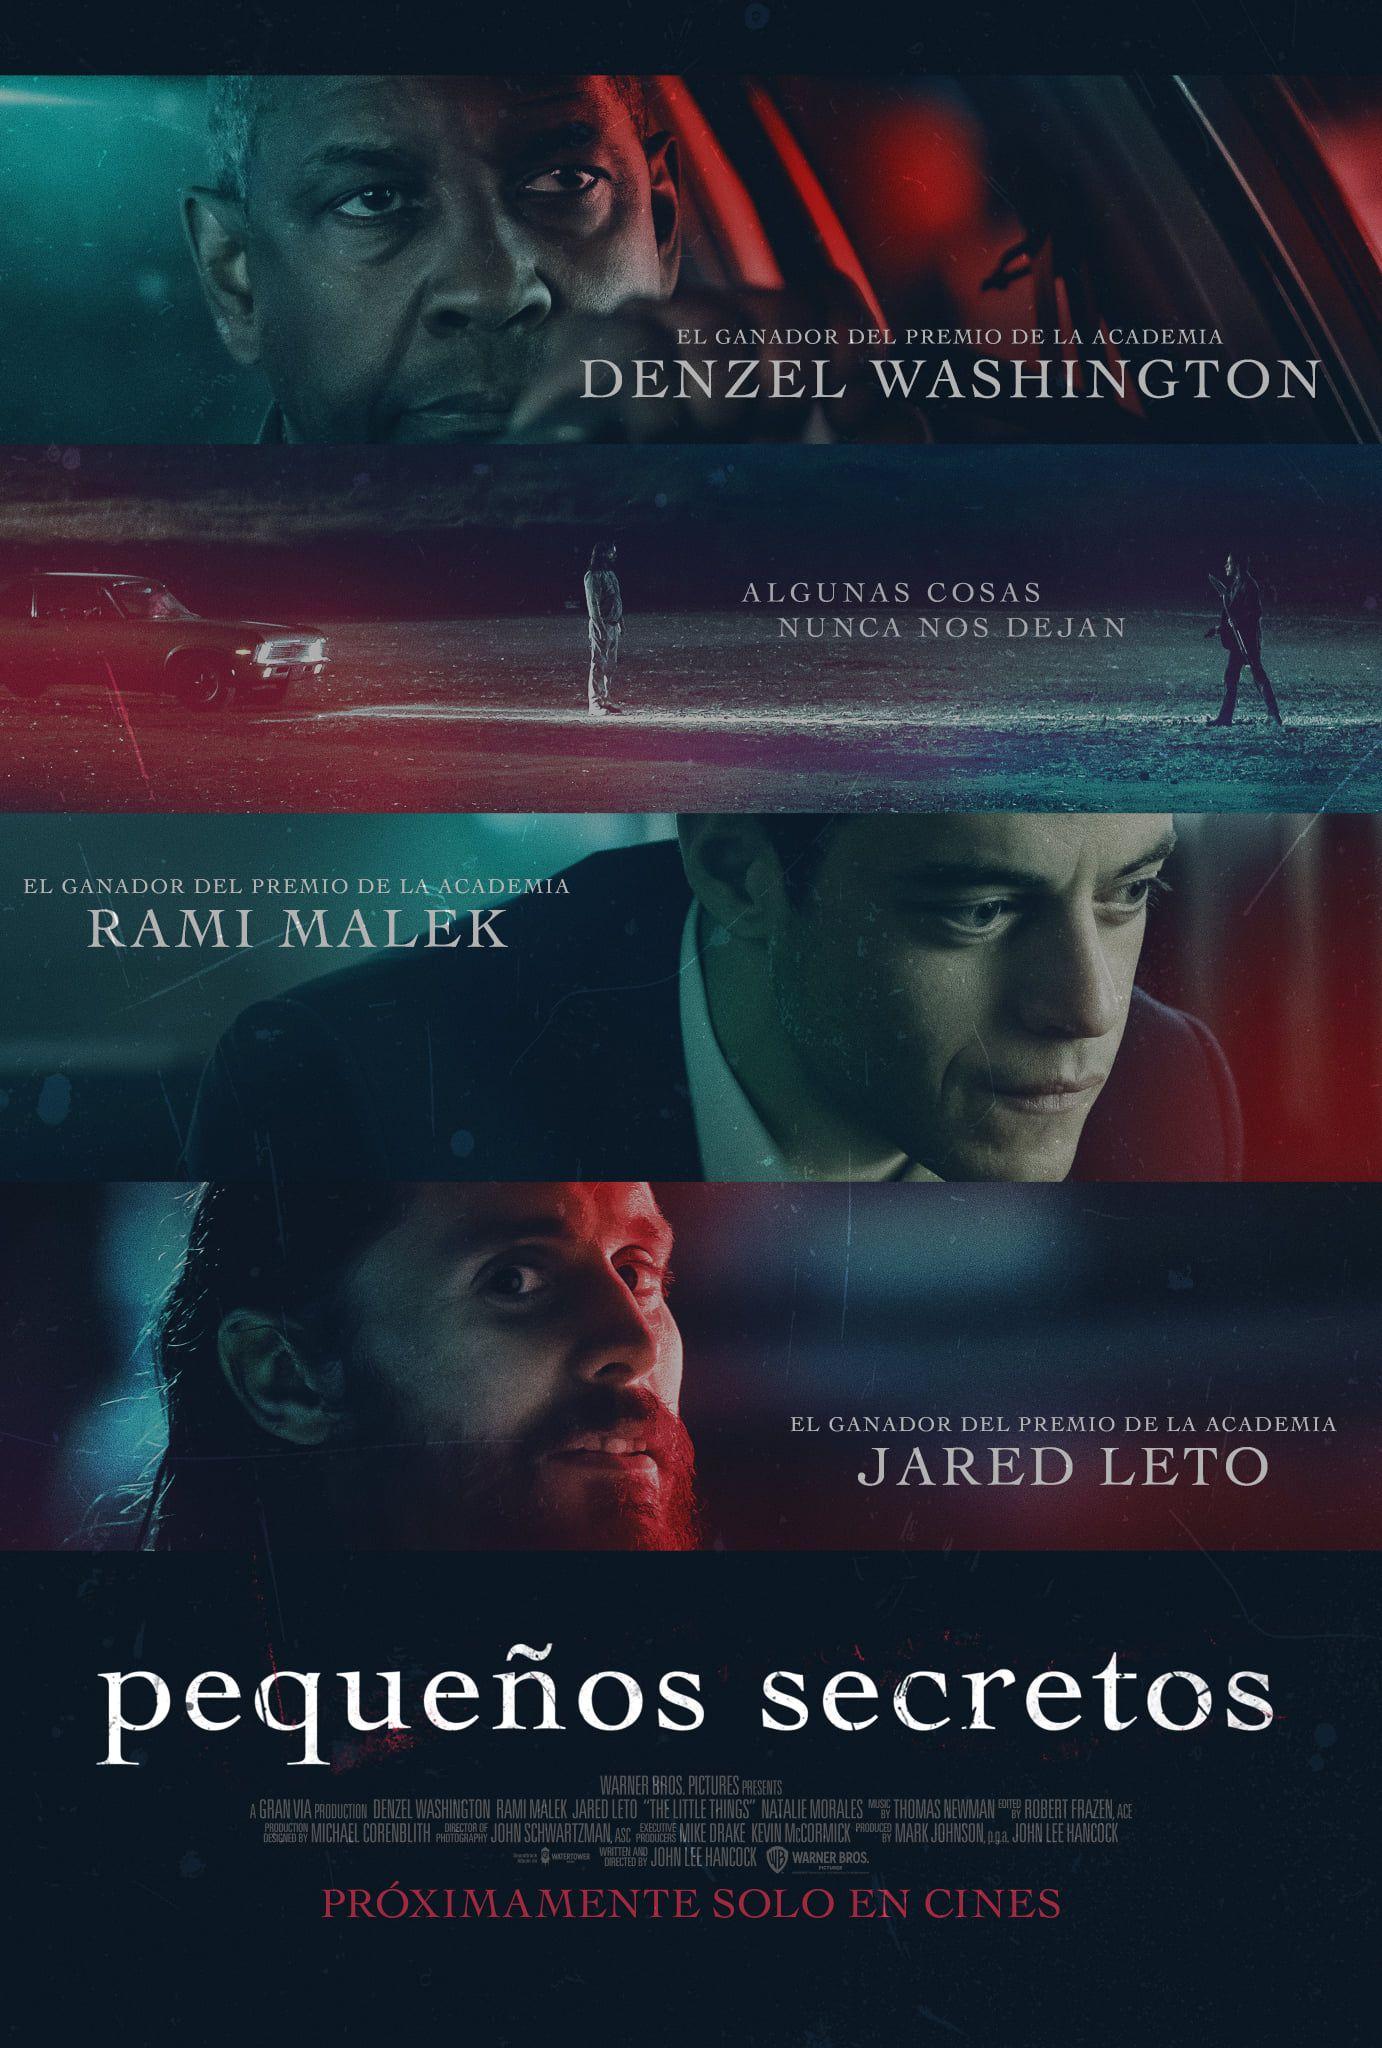 EL GANADOR DEL PREMIO DE LA ACADEMIA
DENZEL WASHINGTON
ALGUNAS COSAS
NUNCA NOS DEJAN
EL GANADOR DEL PREMIO DE LA ACADEMIA
RAMI MALEK
EL GANADOR DEL PREMIO DE LA ACADEMIA
JARED LETO
pequeños secretos
WARNER BROS. PICTURES PRESENTS
A GRAN VIA PRODUCTION DENZEL WASHINGTON RAMI MALEK JARED LETO "THE LITTLE THINGS" NATALIE MORALES MUSIC BY THOMAS NEWMAN EDITED BY ROBERT FRAZEN, ACE
PRODUCTION DESIGNED BY MICHAEL CORENBLITH DIRECTOR OF PHOTOGRAPHY JOHN SCHWARTZMAN, ASC EXECUTIVE PRODUCERS MIKE DRAKE KEVIN McCORMICK PRODUCED BY MARK JOHNSON, p.g.a. JOHN LEE HANCOCK
WATERTOWER WRITTEN AND DIRECTED BY JOHN LEE HANCOCK WB WARNER BROS. PICTURES
PRÓXIMAMENTE SOLO EN CINES